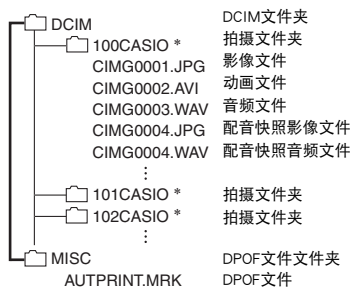 DCIM DCIM文件夹
100CASIO * 拍摄文件夹
CIMG0001.JPG 影像文件
CIMG0002.AVI 动画文件
CIMG0003.WAV 音频文件
CIMG0004.JPG 配音快照影像文件
CIMG0004.WAV 配音快照音频文件
101CASIO * 拍摄文件夹
102CASIO * 拍摄文件夹
MISC DPOF文件文件夹
AUTPRINT.MRK DPOF文件